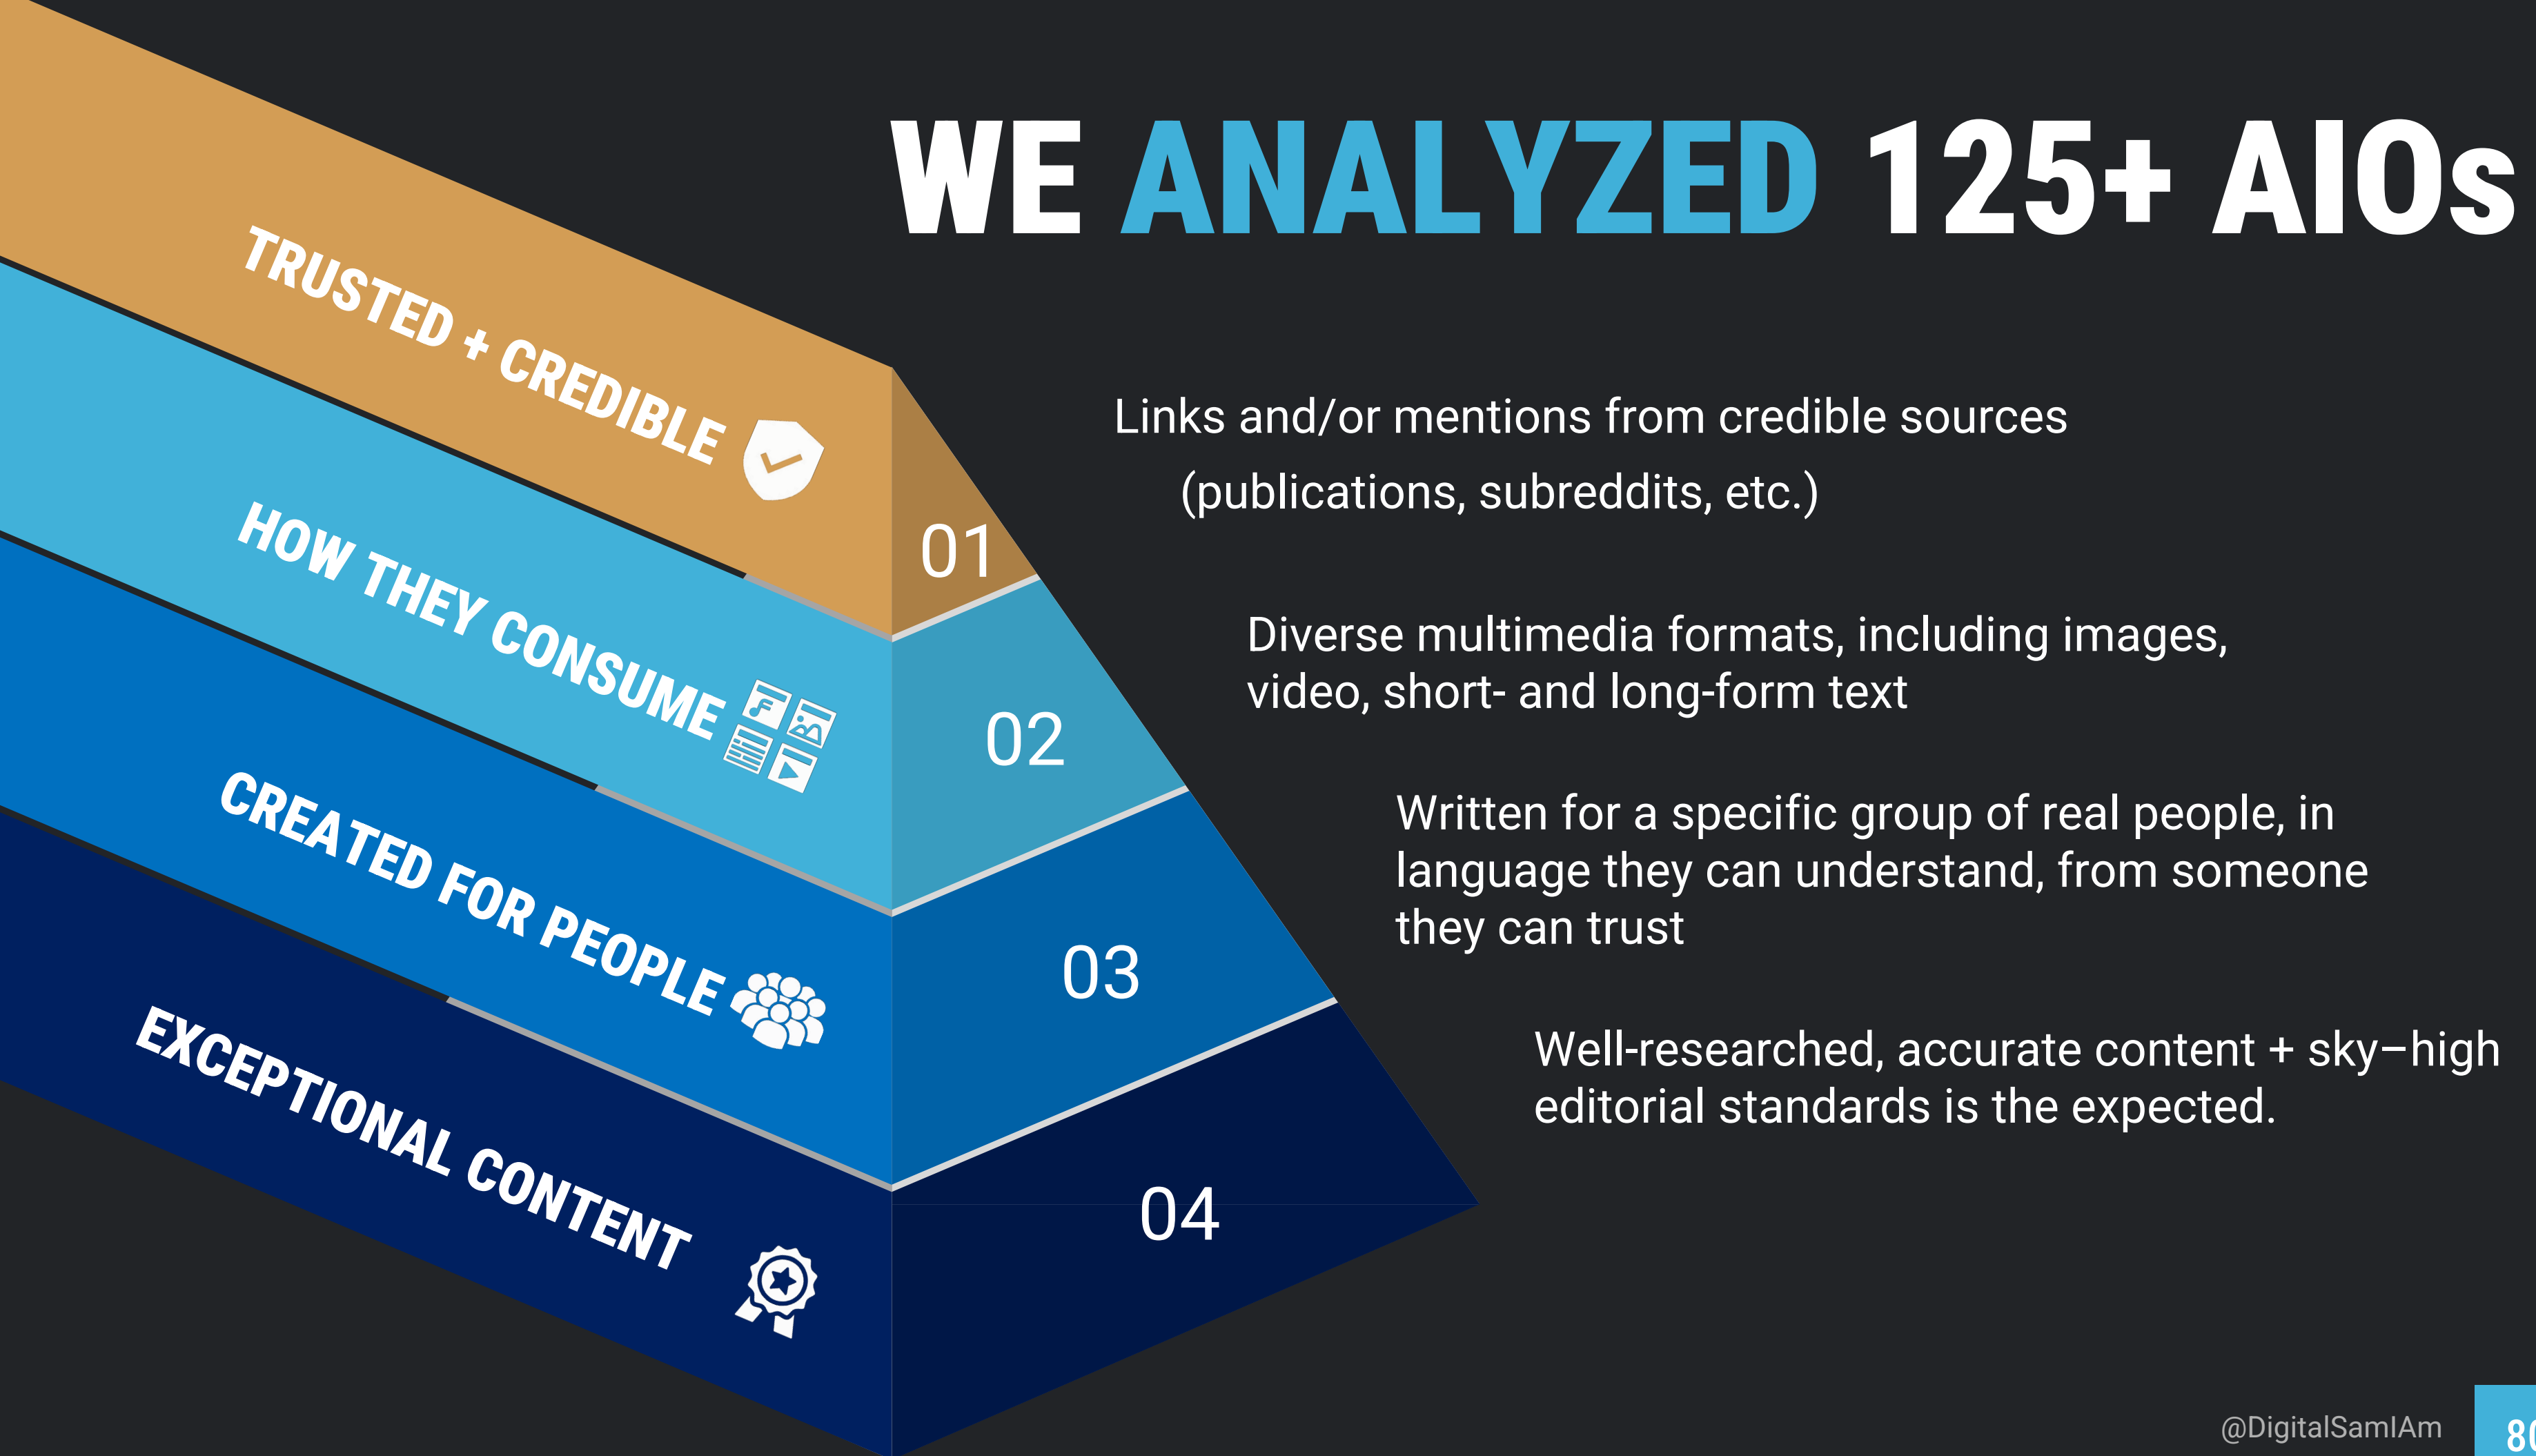 WE ANALYZED 125+ AIOs
TRUSTED + CREDIBLE
01
Links and/or mentions from credible sources
(publications, subreddits, etc.)
HOW THEY CONSUME
02
Diverse multimedia formats, including images,
video, short- and long-form text
CREATED FOR PEOPLE
03
Written for a specific group of real people, in
language they can understand, from someone
they can trust
EXCEPTIONAL CONTENT
04
Well-researched, accurate content + sky–high
editorial standards is the expected.
@DigitalSamIAm